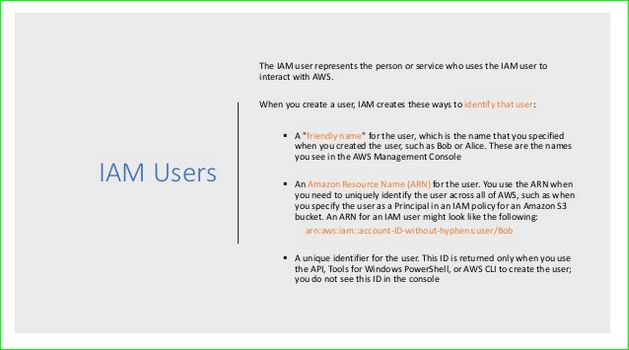 The IAM user represents the person or service who uses the IAM user to
interact with AWS.
When you create a user, IAM creates these ways to identify that user:
IAM Users
▪ A "friendly name" for the user, which is the name that you specified
when you created the user, such as Bob or Alice. These are the names
you see in the AWS Management Console
▪ An Amazon Resource Name (ARN) for the user. You use the ARN when
you need to uniquely identify the user across all of AWS, such as when
you specify the user as a Principal in an IAM policy for an Amazon S3
bucket. An ARN for an IAM user might look like the following:
arn:aws:iam::account-ID-without-hyphens:user/Bob
▪ A unique identifier for the user. This ID is returned only when you use
the API, Tools for Windows PowerShell, or AWS CLI to create the user;
you do not see this ID in the console